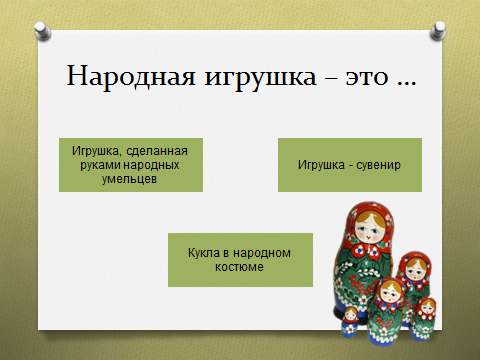 Народная игрушка – это ...
Игрушка, сделанная
руками народных
умельцев
Игрушка - сувенир
Кукла в народном
костюме